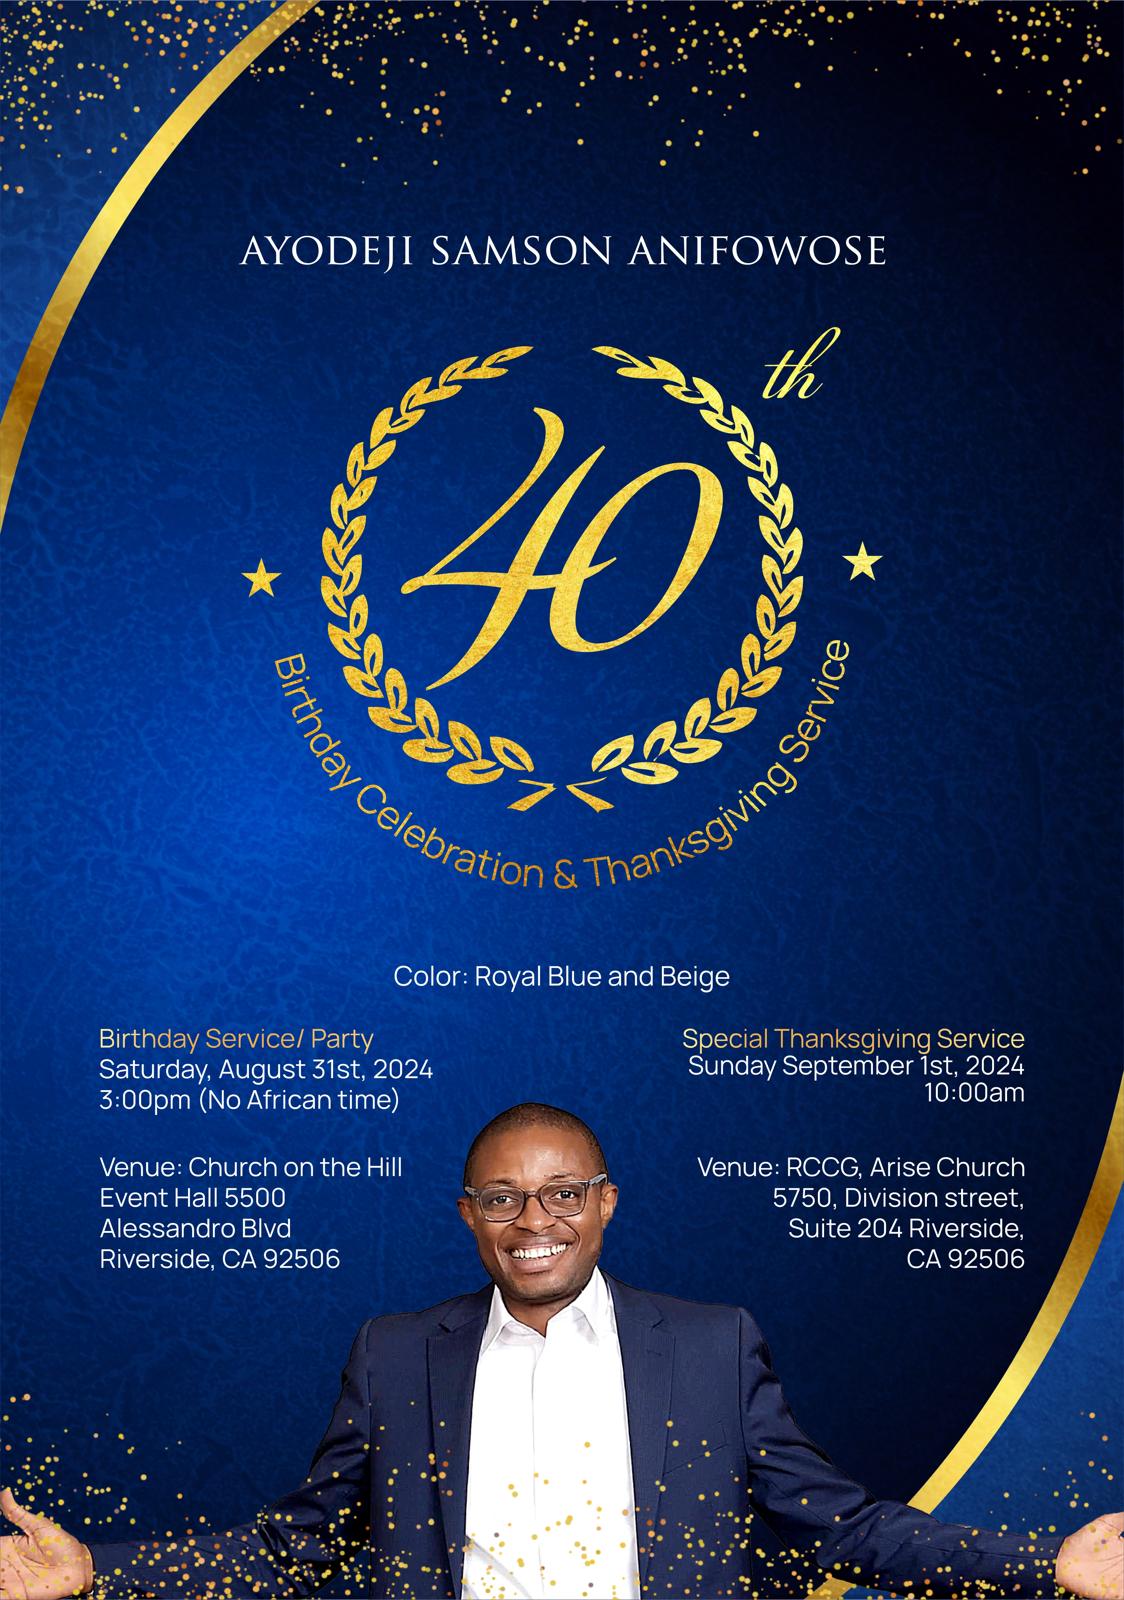 AYODEJI SAMSON ANIFOWOSE
40th
Birthday Celebration & Thanksgiving Service
Color: Royal Blue and Beige
Birthday Service/ Party
Saturday, August 31st, 2024
3:00pm (No African time)
Venue: Church on the Hill
Event Hall 5500
Alessandro Blvd
Riverside, CA 92506
Special Thanksgiving Service
Sunday September 1st, 2024
10:00am
Venue: RCCG, Arise Church
5750, Division street,
Suite 204 Riverside,
CA 92506